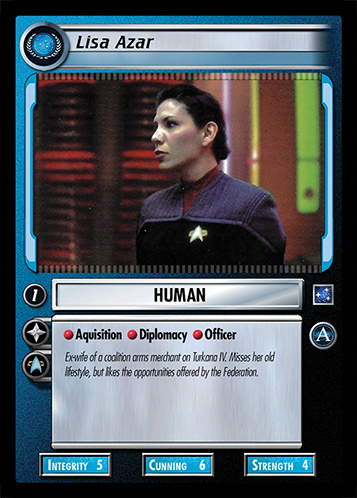 Lisa Azar
1
HUMAN
Aquisition Diplomacy Officer
A
Ex-wife of a coalition arms merchant on Turkana IV. Misses her old
lifestyle, but likes the opportunities offered by the Federation.
INTEGRITY 5 CUNNING 6 STRENGTH 4